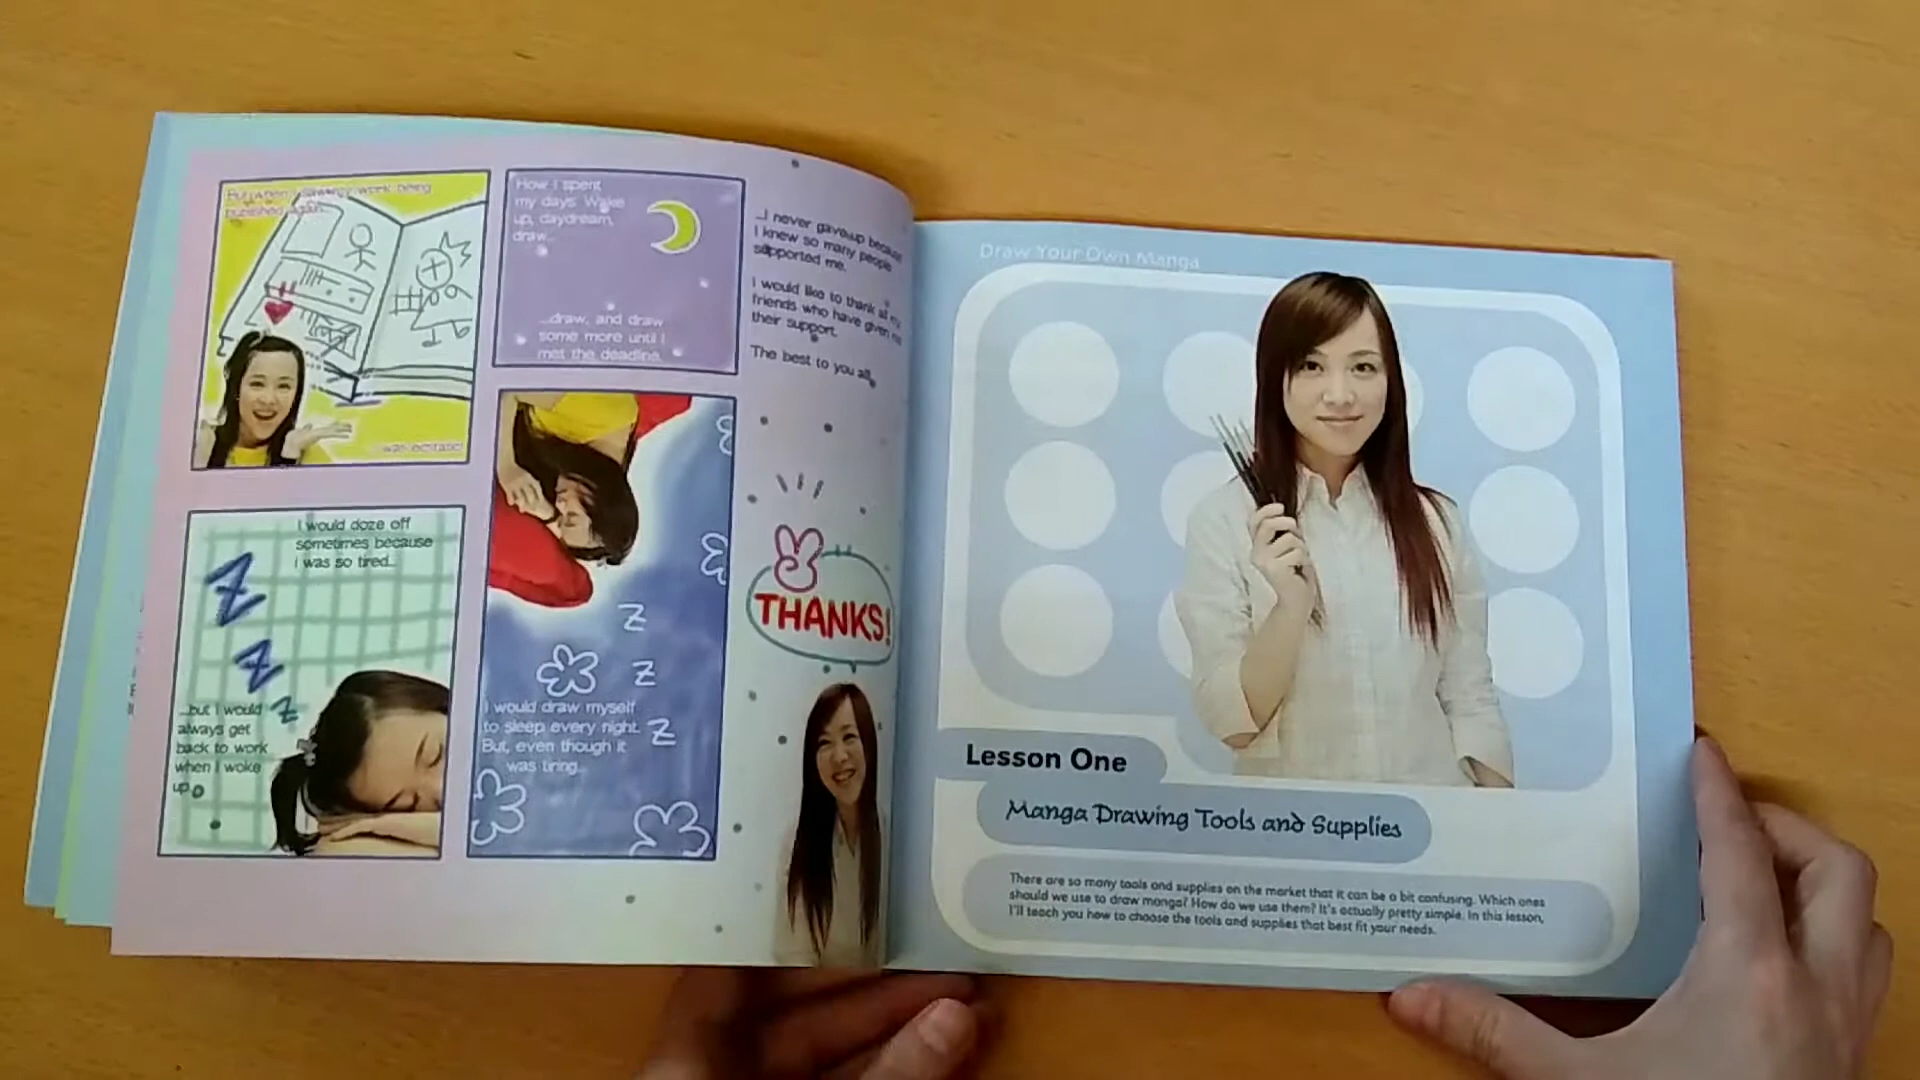 But when I saw my work being
published again...
I was ecstatic!
How I spent
my days. Wake
up, daydream,
draw...
...draw, and draw
some more until I
met the deadline.
I would doze off
sometimes because
I was so tired...
Z
Z
Z
...but I would
always get
back to work
when I woke
up.
Z
Z
I would draw myself
to sleep every night. Z
But, even though it
was tiring...
...I never gave up because
I knew so many people
supported me.
I would like to thank all my
friends who have given me
their support.
The best to you all.
THANKS!
Draw Your Own Manga
Lesson One
Manga Drawing Tools and Supplies
There are so many tools and supplies on the market that it can be a bit confusing. Which ones
should we use to draw manga? How do we use them? It's actually pretty simple. In this lesson,
I'll teach you how to choose the tools and supplies that best fit your needs.